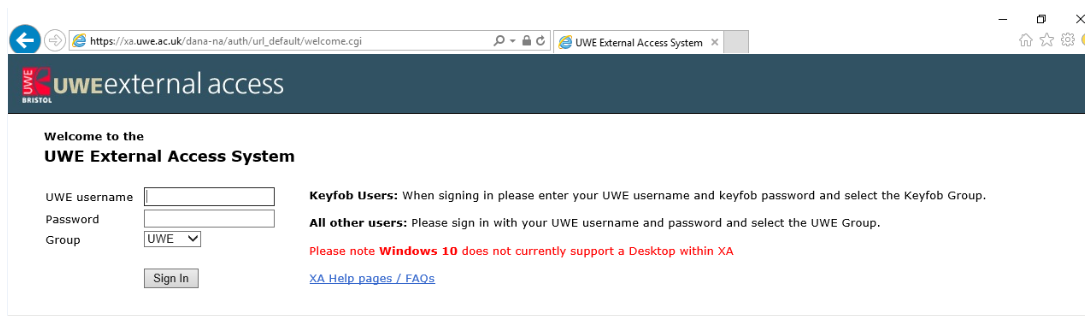 https://xa.uwe.ac.uk/dana-na/auth/url_default/welcome.cgi
UWE External Access System
UWE
BRISTOL
UWEexternal access
Welcome to the
UWE External Access System
UWE username
Keyfob Users: When signing in please enter your UWE username and keyfob password and select the Keyfob Group.
Password
All other users: Please sign in with your UWE username and password and select the UWE Group.
Group
UWE
Please note Windows 10 does not currently support a Desktop within XA
Sign In
XA Help pages / FAQs